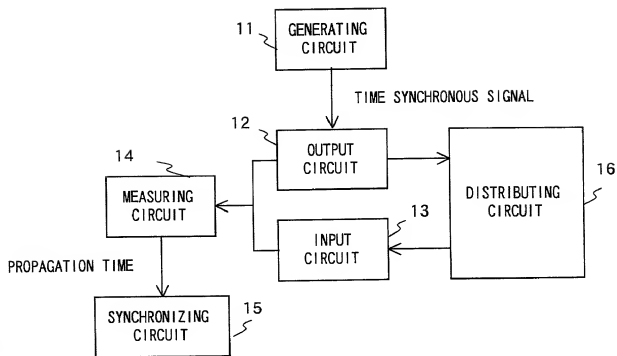 11
GENERATING
CIRCUIT
TIME SYNCHRONOUS SIGNAL
12
OUTPUT
CIRCUIT
14
MEASURING
CIRCUIT
13
INPUT
CIRCUIT
16
DISTRIBUTING
CIRCUIT
PROPAGATION TIME
SYNCHRONIZING
CIRCUIT
15